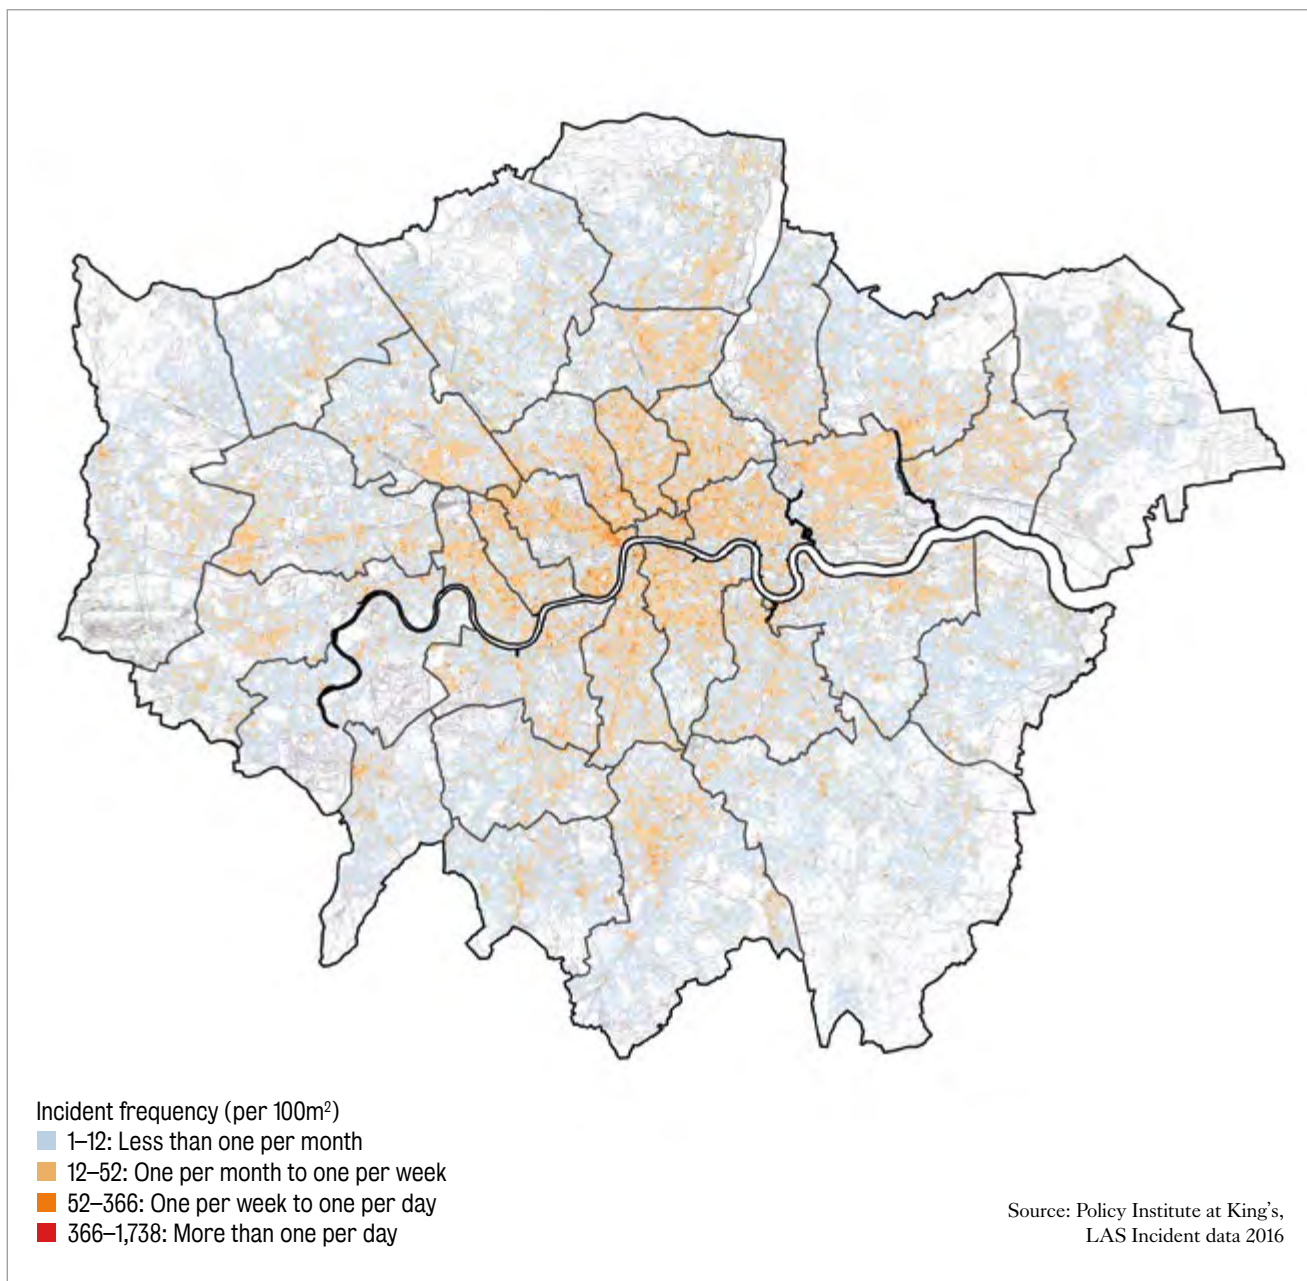 Incident frequency (per 100m²)
1–12: Less than one per month
12–52: One per month to one per week
52–366: One per week to one per day
366–1,738: More than one per day
Source: Policy Institute at King's,
LAS Incident data 2016